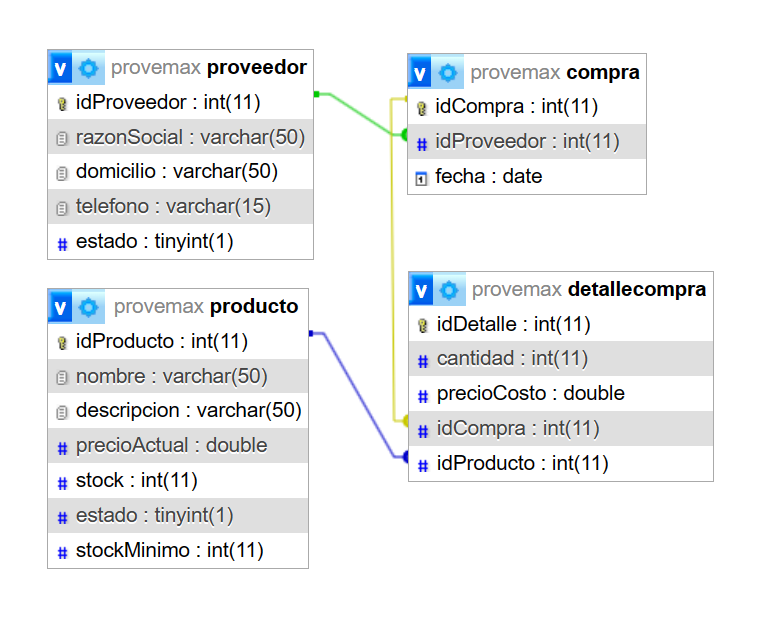 provemax proveedor
idProveedor : int(11)
razonSocial : varchar(50)
domicilio : varchar(50)
telefono : varchar(15)
estado : tinyint(1)
provemax compra
idCompra : int(11)
idProveedor : int(11)
fecha : date
provemax producto
idProducto : int(11)
nombre : varchar(50)
descripcion : varchar(50)
precioActual : double
stock : int(11)
estado : tinyint(1)
stockMinimo : int(11)
provemax detallecompra
idDetalle : int(11)
cantidad : int(11)
precioCosto : double
idCompra : int(11)
idProducto : int(11)